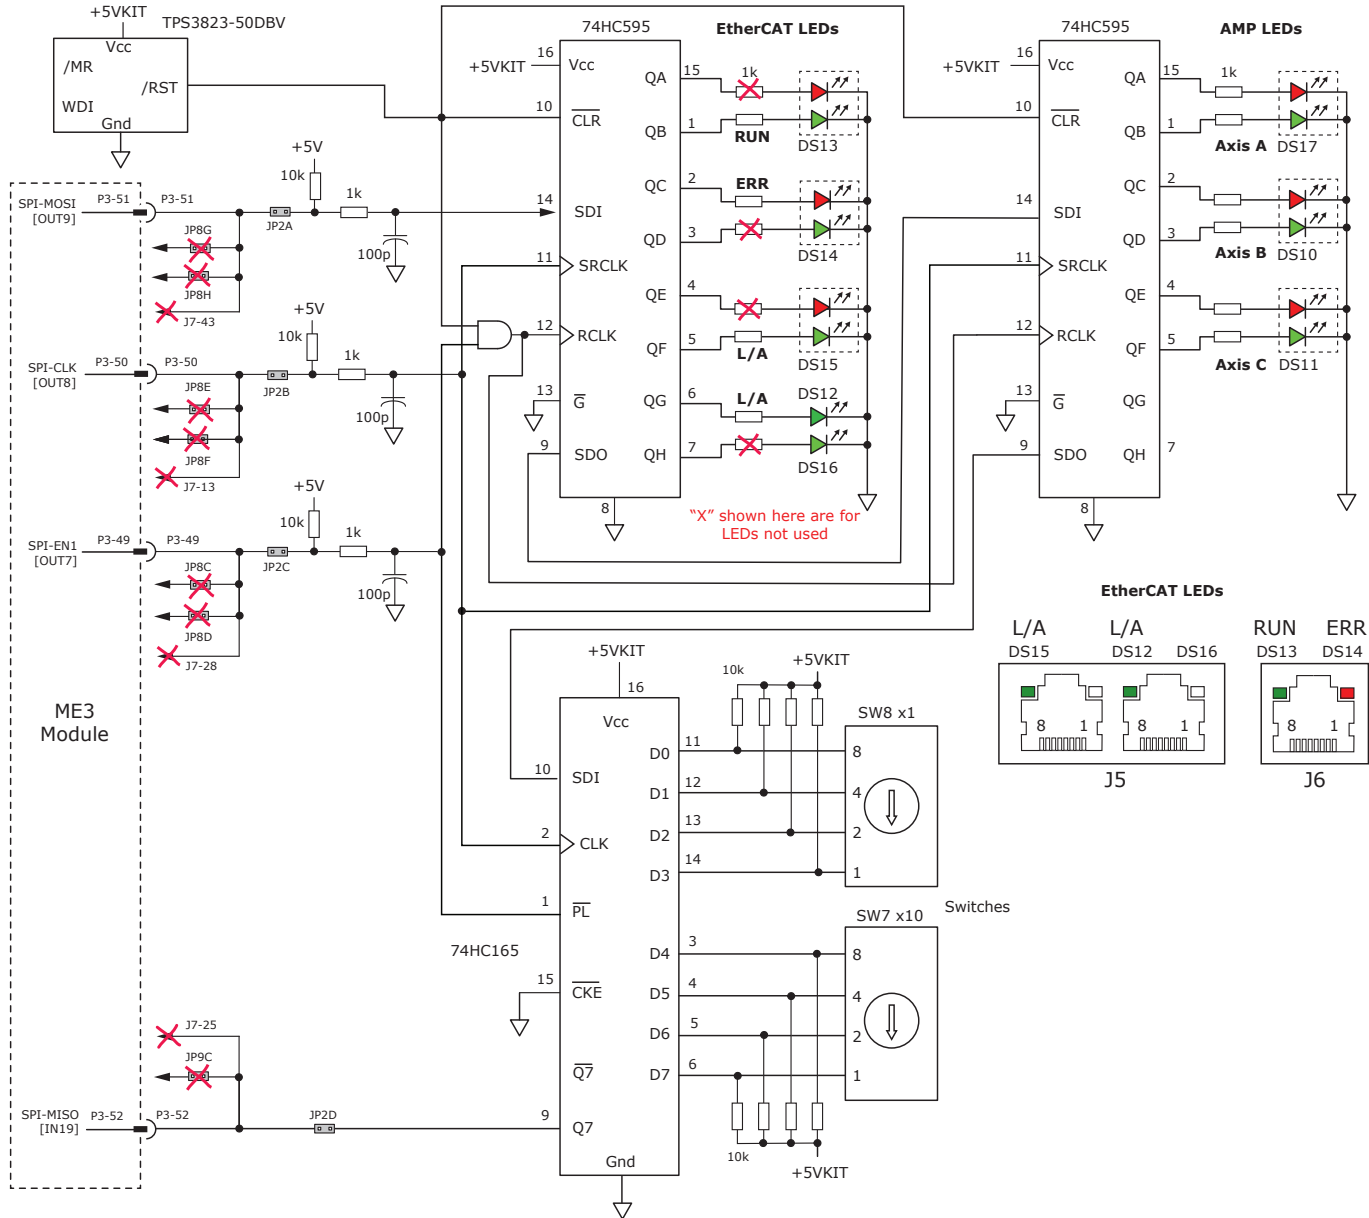 +5VKIT
TPS3823-50DBV
Vcc
/MR
/RST
WDI
Gnd
74HC595
EtherCAT LEDs
16
+5VKIT
Vcc
QA
15
1k
10
CLR
QB
1
RUN
DS13
QC
2
ERR
14
SDI
QD
3
DS14
11
SRCLK
QE
4
12
RCLK
QF
5
L/A
DS15
DS12
13
G
QG
6
L/A
9
SDO
QH
7
DS16
8
"X" shown here are for
LEDs not used
74HC595
AMP LEDs
16
+5VKIT
Vcc
QA
15
1k
10
CLR
QB
1
Axis A
DS17
QC
2
14
SDI
QD
3
Axis B
DS10
11
SRCLK
QE
4
12
RCLK
QF
5
Axis C
DS11
13
G
QG
9
SDO
QH
7
8
SPI-MOSI
[OUT9]
P3-51
P3-51
JP2A
+5V
10k
1k
100p
JP8G
JP8H
J7-43
SPI-CLK
[OUT8]
P3-50
P3-50
JP2B
+5V
10k
1k
100p
JP8E
JP8F
J7-13
SPI-EN1
[OUT7]
P3-49
P3-49
JP2C
+5V
10k
1k
100p
JP8C
JP8D
J7-28
ME3
Module
J7-25
JP9C
SPI-MISO
[IN19]
P3-52
P3-52
JP2D
+5VKIT
16
Vcc
10
SDI
2
CLK
1
PL
74HC165
15
CKE
Q7
9
Q7
Gnd
D0
11
D1
12
D2
13
D3
14
D4
3
D5
4
D6
5
D7
6
10k
+5VKIT
SW8 x1
8
4
2
1
Switches
SW7 x10
8
4
2
1
10k
+5VKIT
EtherCAT LEDs
L/A
L/A
RUN
ERR
DS15
DS12
DS16
DS13
DS14
8
1
8
1
8
1
J5
J6